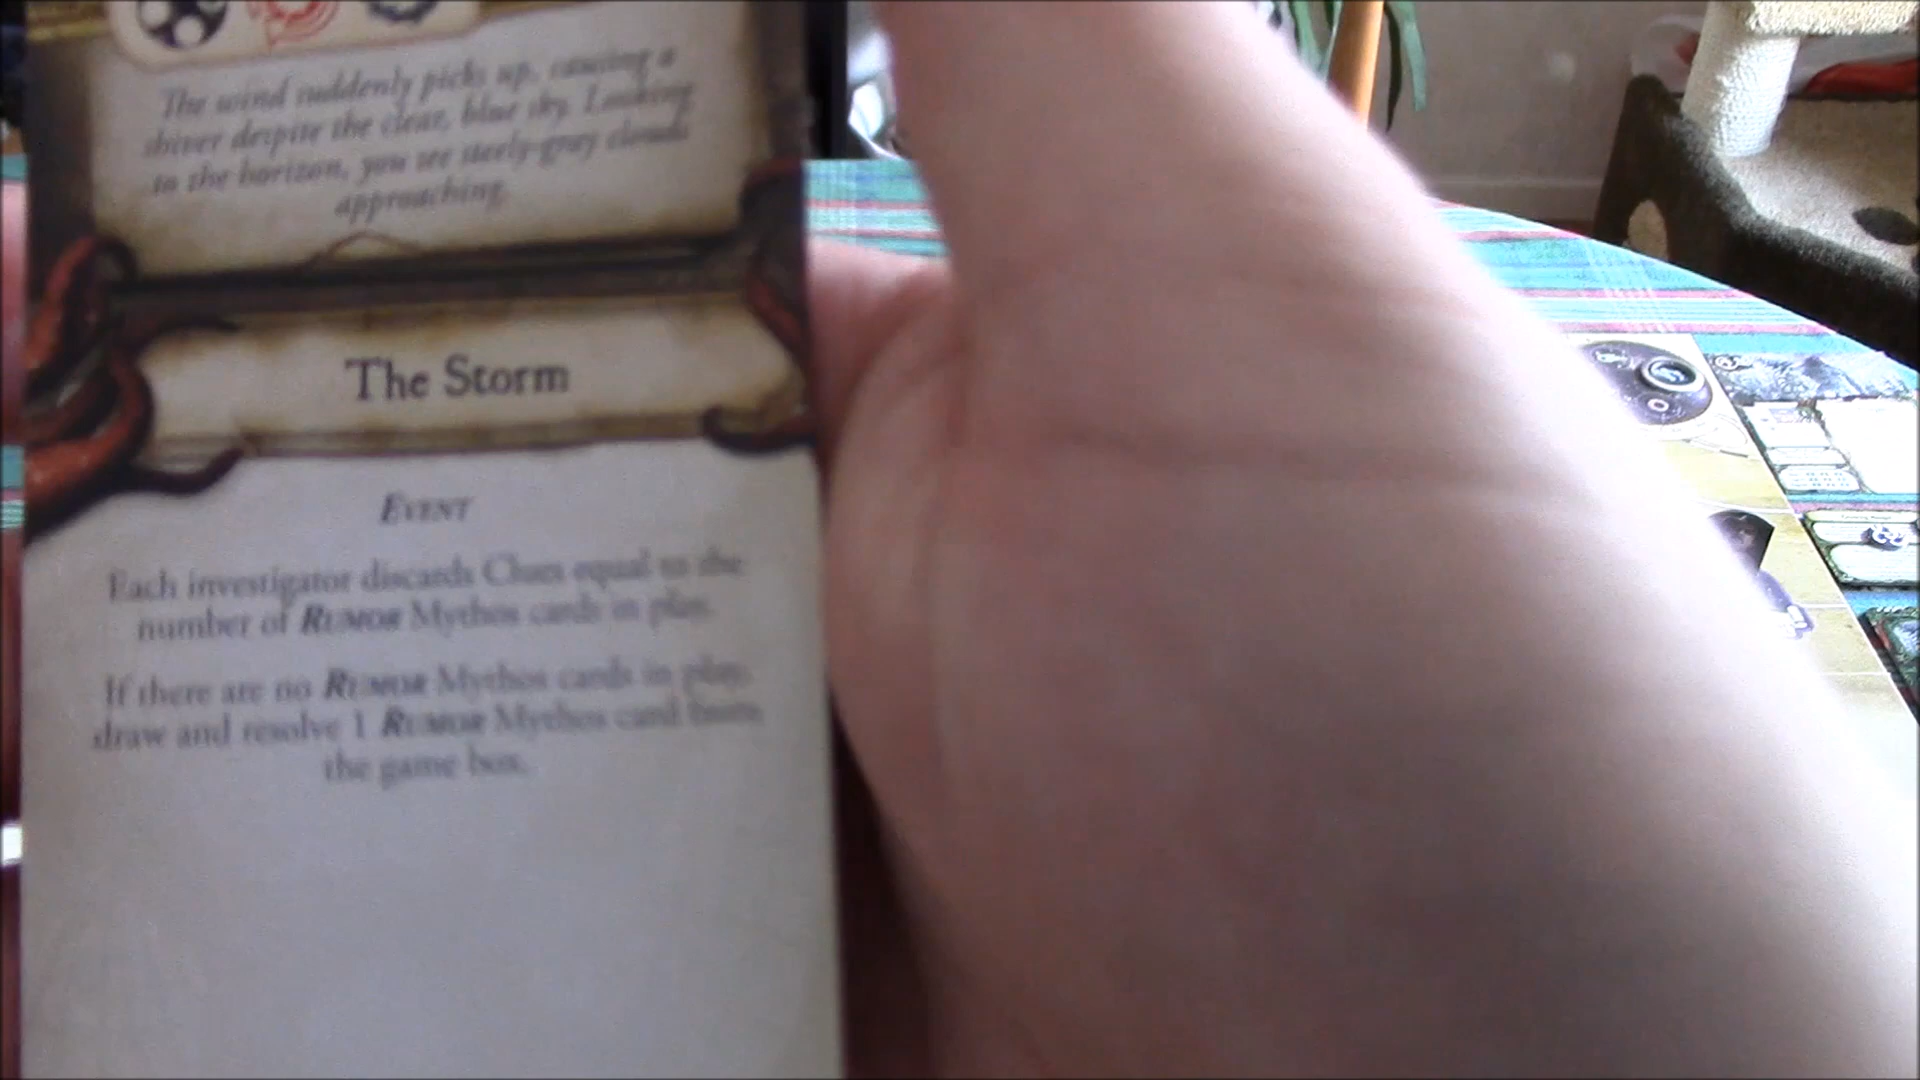 The wind suddenly picks up, causing a
shiver despite the clear, blue sky. Looking
to the horizon, you see steely-gray clouds
approaching.
The Storm
EVENT
Each investigator discards Clues equal to the
number of RUMOR Mythos cards in play.
If there are no RUMOR Mythos cards in play,
draw and resolve 1 RUMOR Mythos card from
the game box.